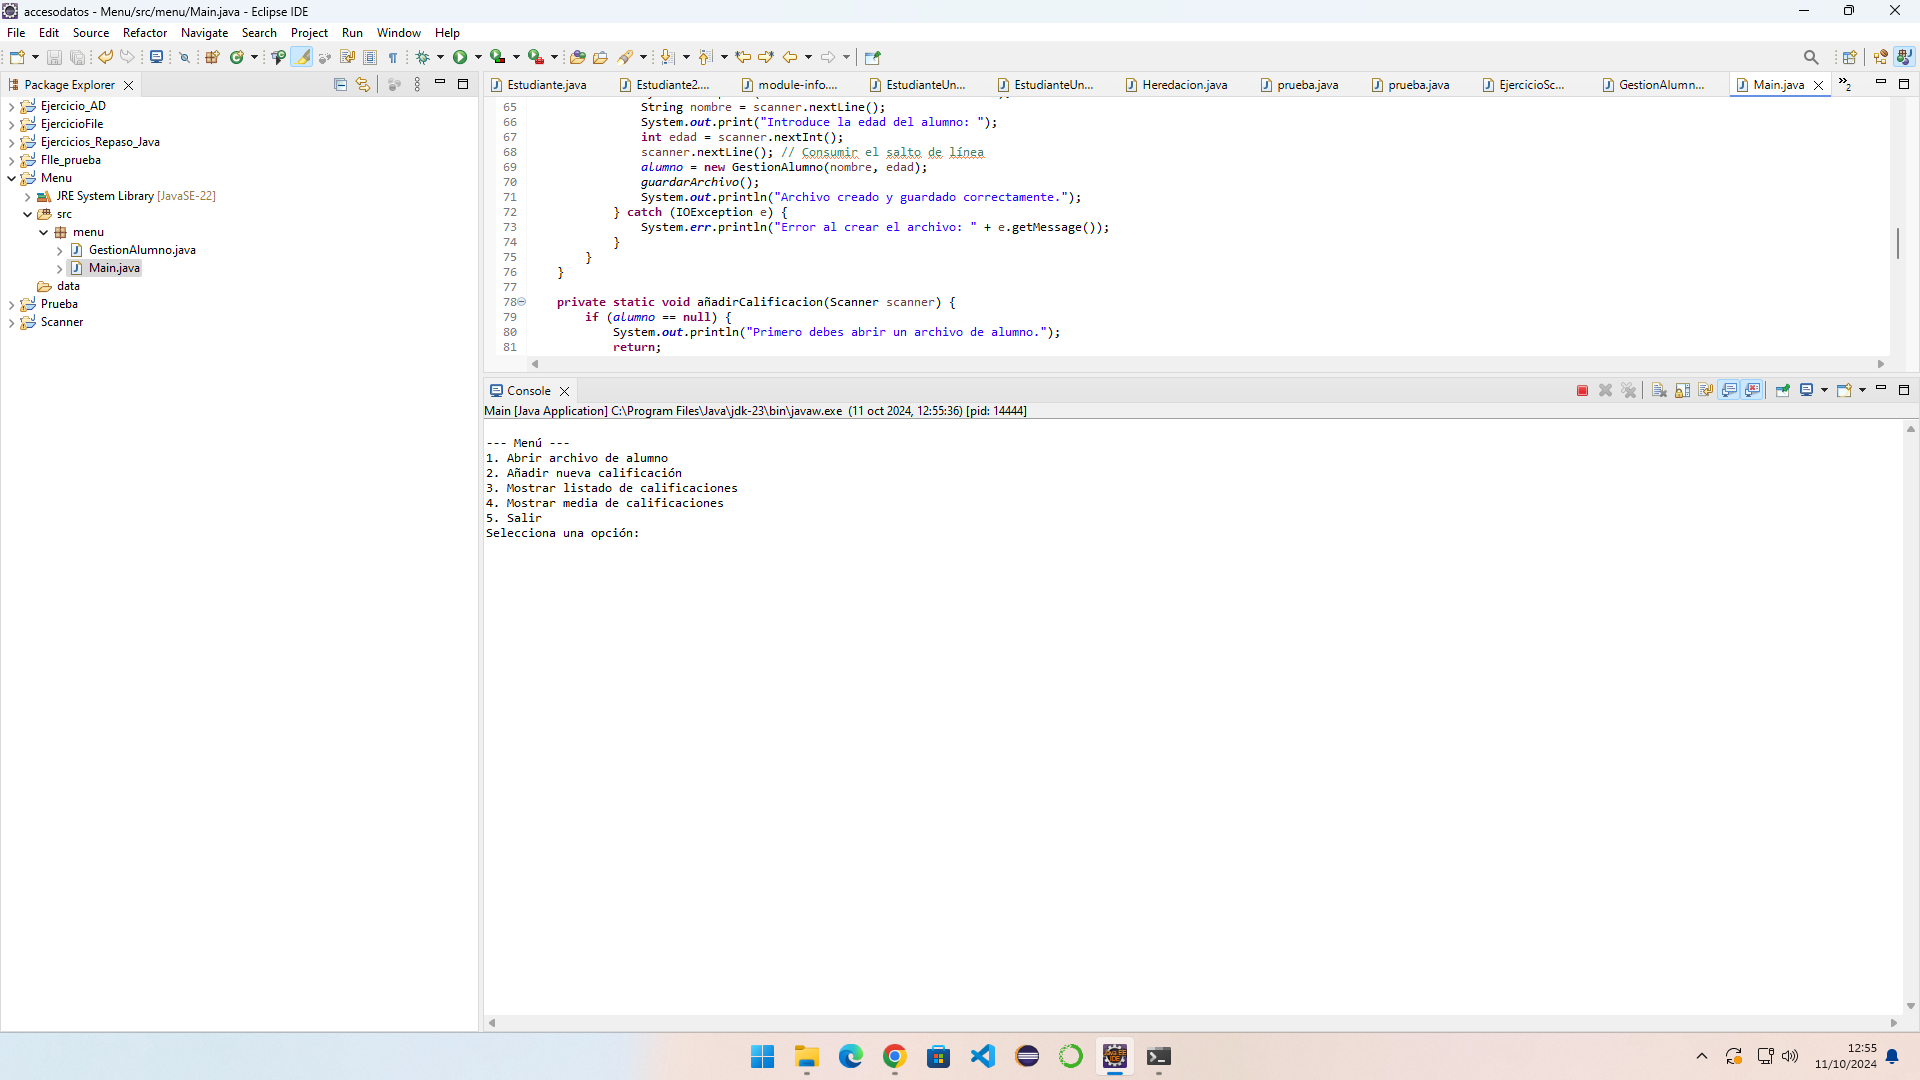 accesodatos - Menu/src/menu/Main.java - Eclipse IDE
File Edit Source Refactor Navigate Search Project Run Window Help
Package Explorer
Ejercicio_AD
EjercicioFile
Ejercicios_Repaso_Java
FIle_prueba
Menu
JRE System Library [JavaSE-22]
src
menu
GestionAlumno.java
Main.java
data
Prueba
Scanner
Estudiante.java Estudiante2.... module-info.... EstudianteUn... EstudianteUn... Heredacion.java prueba.java prueba.java EjercicioSc... GestionAlumn... Main.java »2
65 String nombre = scanner.nextLine();
66 System.out.print("Introduce la edad del alumno: ");
67 int edad = scanner.nextInt();
68 scanner.nextLine(); // Consumir el salto de línea
69 alumno = new GestionAlumno(nombre, edad);
70 guardarArchivo();
71 System.out.println("Archivo creado y guardado correctamente.");
72 } catch (IOException e) {
73 System.err.println("Error al crear el archivo: " + e.getMessage());
74 }
75 }
76 }
77
78 private static void añadirCalificacion(Scanner scanner) {
79 if (alumno == null) {
80 System.out.println("Primero debes abrir un archivo de alumno.");
81 return;
Console
Main [Java Application] C:\Program Files\Java\jdk-23\bin\javaw.exe (11 oct 2024, 12:55:36) [pid: 14444]
--- Menú ---
1. Abrir archivo de alumno
2. Añadir nueva calificación
3. Mostrar listado de calificaciones
4. Mostrar media de calificaciones
5. Salir
Selecciona una opción:
12:55
11/10/2024